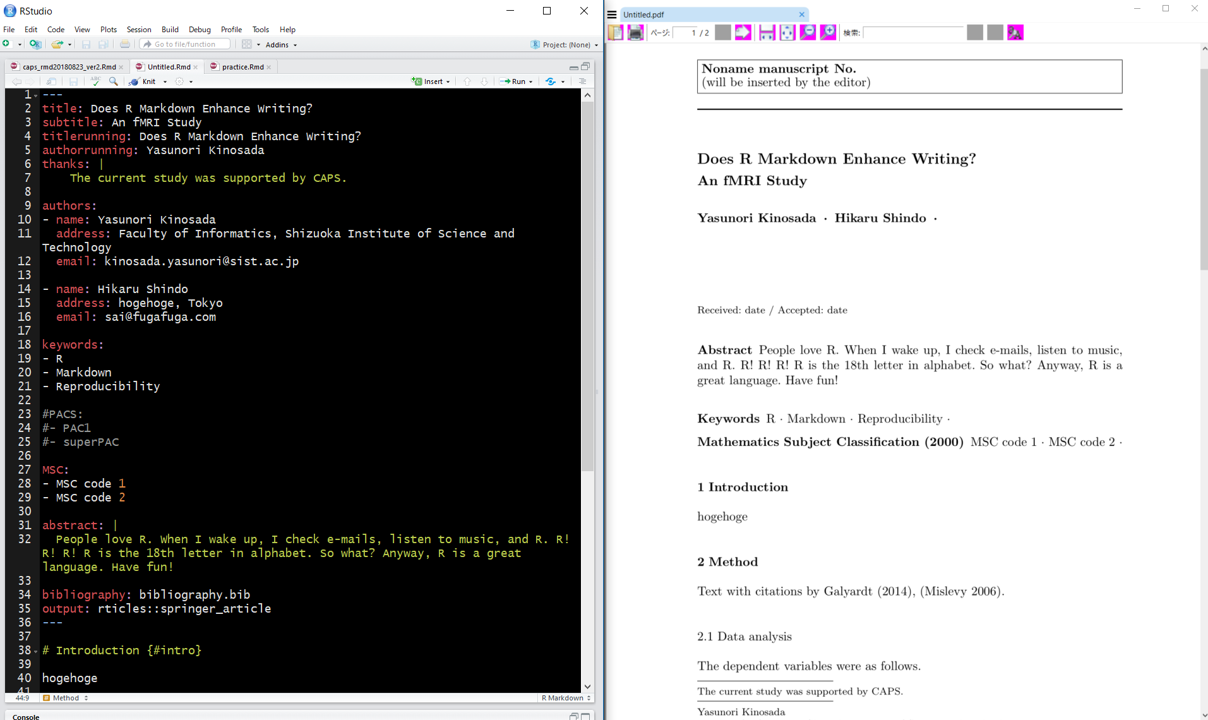 RStudio
File Edit Code View Plots Session Build Debug Profile Tools Help
Go to file/function
Addins
Project: (None)
caps_rmd20180823_ver2.Rmd
Untitled.Rmd
practice.Rmd
Knit
Insert
Run
1 ---
2 title: Does R Markdown Enhance Writing?
3 subtitle: An fMRI Study
4 titlerunning: Does R Markdown Enhance Writing?
5 authorrunning: Yasunori Kinosada
6 thanks: |
7 The current study was supported by CAPS.
8
9 authors:
10 - name: Yasunori Kinosada
11 address: Faculty of Informatics, Shizuoka Institute of Science and
Technology
12 email: kinosada.yasunori@sist.ac.jp
13
14 - name: Hikaru Shindo
15 address: hogehoge, Tokyo
16 email: sai@fugafuga.com
17
18 keywords:
19 - R
20 - Markdown
21 - Reproducibility
22
23 #PACS:
24 #- PAC1
25 #- superPAC
26
27 MSC:
28 - MSC code 1
29 - MSC code 2
30
31 abstract: |
32 People love R. When I wake up, I check e-mails, listen to music, and R. R!
R! R! R is the 18th letter in alphabet. So what? Anyway, R is a great
language. Have fun!
33
34 bibliography: bibliography.bib
35 output: rticles::springer_article
36 ---
37
38 # Introduction {#intro}
39
40 hogehoge
41
44:9 Method R Markdown
Console
Untitled.pdf
ページ: 1 / 2 検索:
Noname manuscript No.
(will be inserted by the editor)
Does R Markdown Enhance Writing?
An fMRI Study
Yasunori Kinosada · Hikaru Shindo ·
Received: date / Accepted: date
Abstract People love R. When I wake up, I check e-mails, listen to music,
and R. R! R! R! R is the 18th letter in alphabet. So what? Anyway, R is a
great language. Have fun!
Keywords R · Markdown · Reproducibility ·
Mathematics Subject Classification (2000) MSC code 1 · MSC code 2 ·
1 Introduction
hogehoge
2 Method
Text with citations by Galyardt (2014), (Mislevy 2006).
2.1 Data analysis
The dependent variables were as follows.
The current study was supported by CAPS.
Yasunori Kinosada